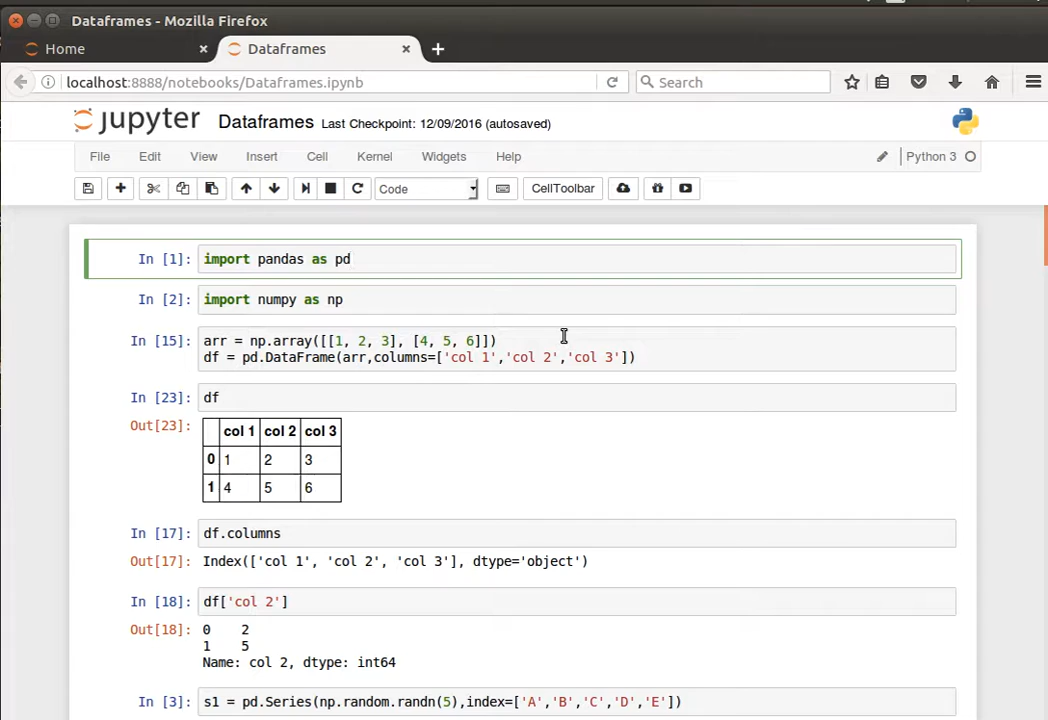 Dataframes - Mozilla Firefox
Home
Dataframes
localhost:8888/notebooks/Dataframes.ipynb
Search
jupyter
Dataframes Last Checkpoint: 12/09/2016 (autosaved)
File Edit View Insert Cell Kernel Widgets Help
Python 3
Code
CellToolbar
In [1]: import pandas as pd
In [2]: import numpy as np
In [15]: arr = np.array([[1, 2, 3], [4, 5, 6]])
df = pd.DataFrame(arr,columns=['col 1','col 2','col 3'])
In [23]: df
Out[23]:
col 1 col 2 col 3
0 1 2 3
1 4 5 6
In [17]: df.columns
Out[17]: Index(['col 1', 'col 2', 'col 3'], dtype='object')
In [18]: df['col 2']
Out[18]: 0 2
1 5
Name: col 2, dtype: int64
In [3]: s1 = pd.Series(np.random.randn(5),index=['A','B','C','D','E'])